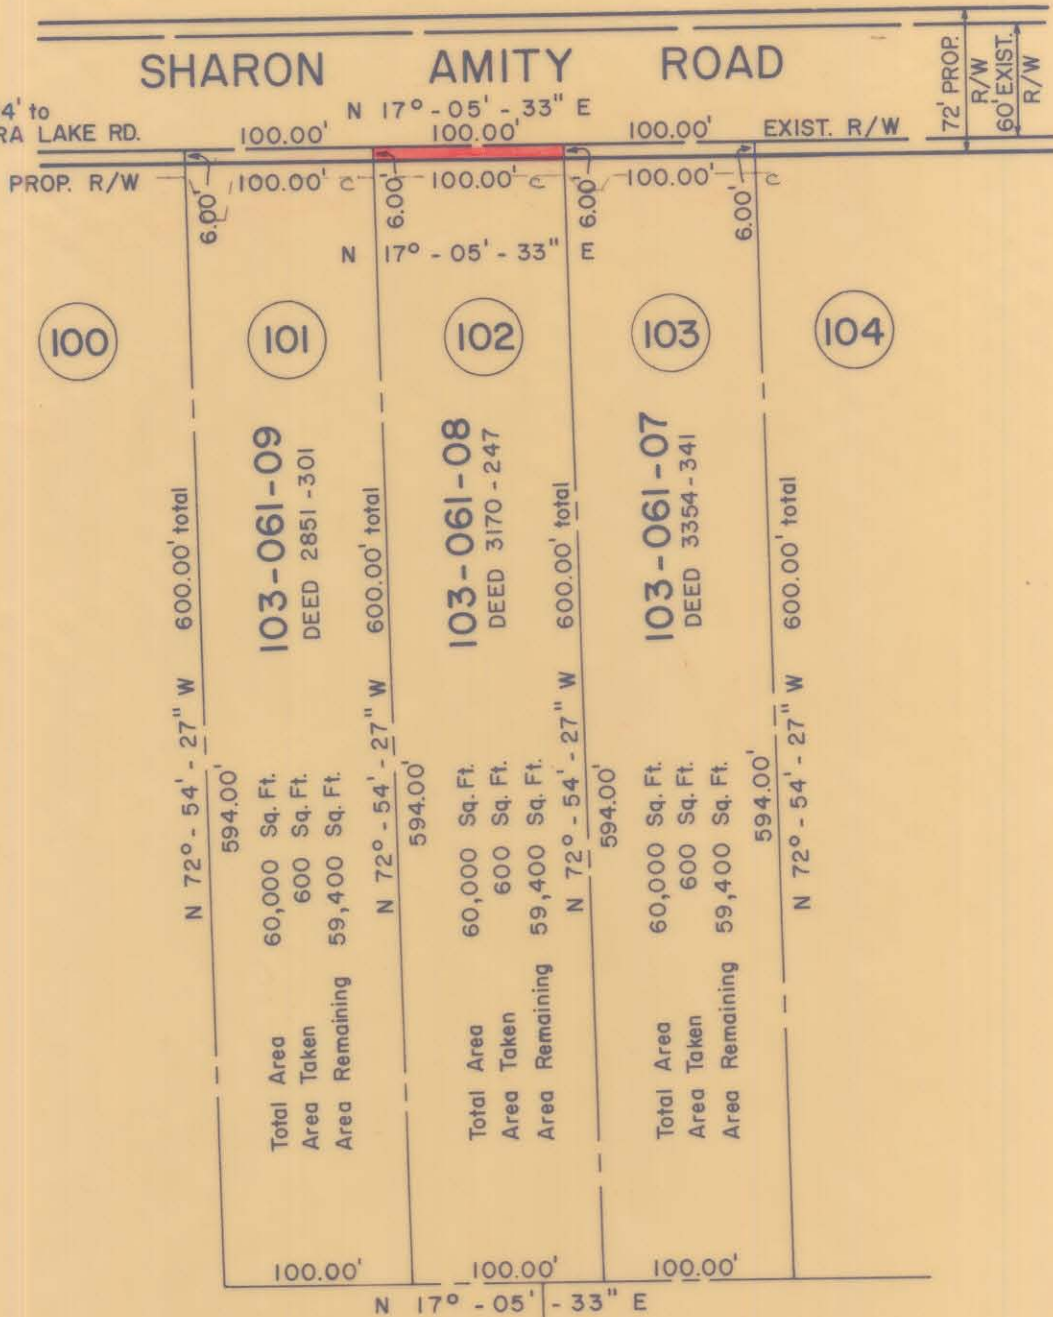 SHARON AMITY ROAD
72' PROP. R/W
60' EXIST. R/W
4' to
RA LAKE RD.
N 17° - 05' - 33" E
100.00' 100.00' 100.00' EXIST. R/W
PROP. R/W 100.00' c 100.00' c 100.00' c
6.00' 6.00' 6.00' 6.00'
N 17° - 05' - 33" E
100 101 102 103 104
N 72° - 54' - 27" W 600.00' total
594.00'
103-061-09
DEED 2851-301
Total Area 60,000 Sq. Ft.
Area Taken 600 Sq. Ft.
Area Remaining 59,400 Sq. Ft.
N 72° - 54' - 27" W 600.00' total
594.00'
103-061-08
DEED 3170-247
Total Area 60,000 Sq. Ft.
Area Taken 600 Sq. Ft.
Area Remaining 59,400 Sq. Ft.
N 72° - 54' - 27" W 600.00' total
594.00'
103-061-07
DEED 3354-341
Total Area 60,000 Sq. Ft.
Area Taken 600 Sq. Ft.
Area Remaining 59,400 Sq. Ft.
594.00'
N 72° - 54' - 27" W 600.00' total
100.00' 100.00' 100.00'
N 17° - 05' - 33" E